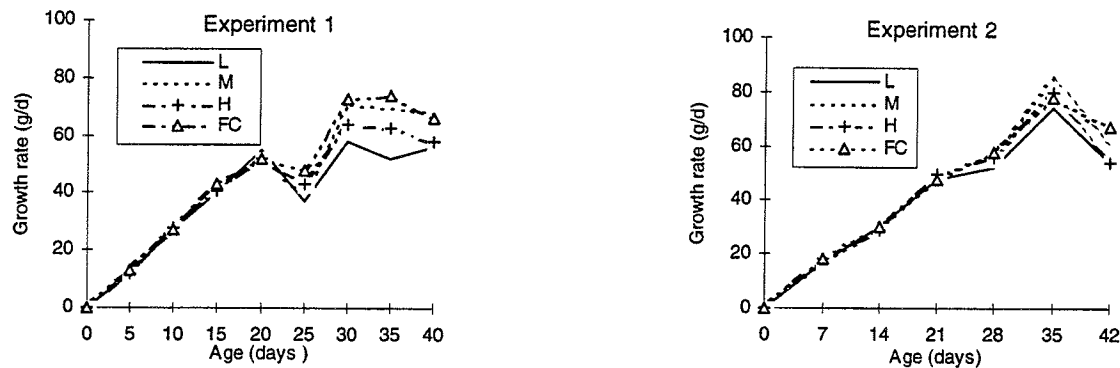 Experiment 1
Growth rate (g/d)
100
80
60
40
20
0
L
M
H
FC
0 5 10 15 20 25 30 35 40
Age (days )
Experiment 2
Growth rate (g/d)
100
80
60
40
20
0
L
M
H
FC
0 7 14 21 28 35 42
Age (days)